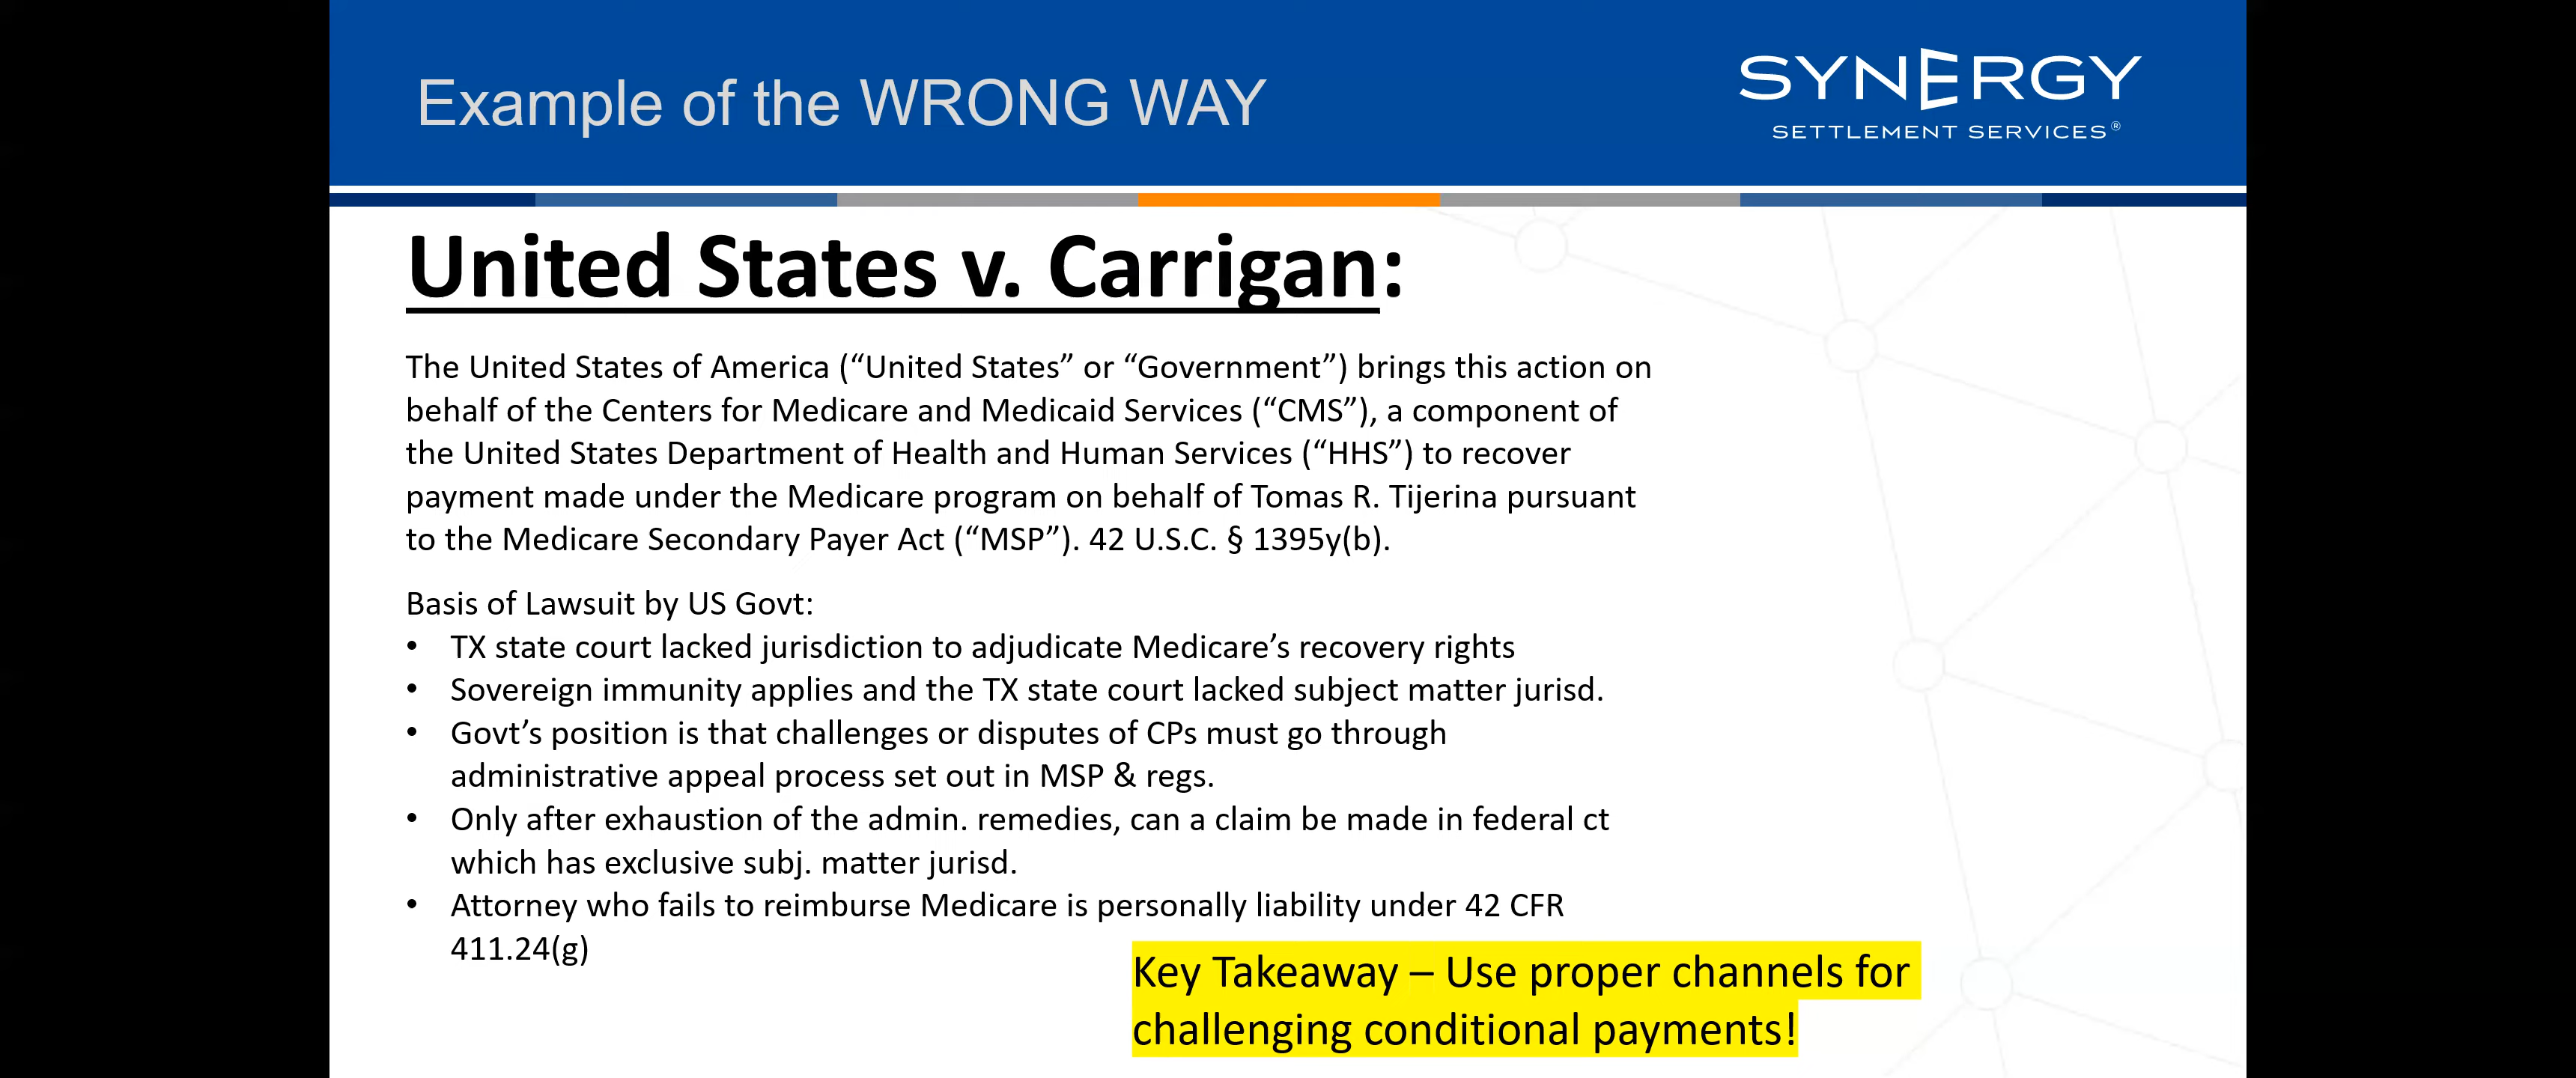 Example of the WRONG WAY
SYNERGY
SETTLEMENT SERVICES®
United States v. Carrigan:
The United States of America (“United States” or “Government”) brings this action on
behalf of the Centers for Medicare and Medicaid Services (“CMS”), a component of
the United States Department of Health and Human Services (“HHS”) to recover
payment made under the Medicare program on behalf of Tomas R. Tijerina pursuant
to the Medicare Secondary Payer Act (“MSP”). 42 U.S.C. § 1395y(b).
Basis of Lawsuit by US Govt:
• TX state court lacked jurisdiction to adjudicate Medicare’s recovery rights
• Sovereign immunity applies and the TX state court lacked subject matter jurisd.
• Govt’s position is that challenges or disputes of CPs must go through
administrative appeal process set out in MSP & regs.
• Only after exhaustion of the admin. remedies, can a claim be made in federal ct
which has exclusive subj. matter jurisd.
• Attorney who fails to reimburse Medicare is personally liability under 42 CFR
411.24(g)
Key Takeaway – Use proper channels for
challenging conditional payments!